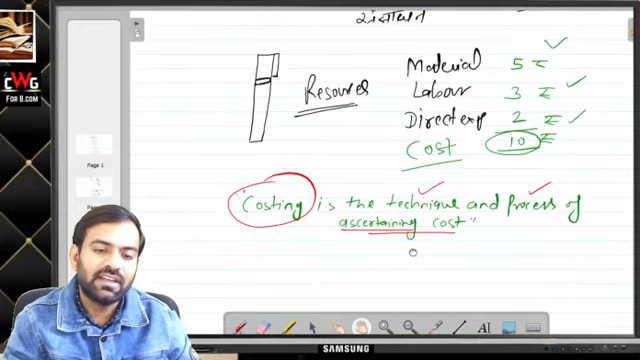 संसाधन
CWG
FOR B.com
Page: 1
Resources
Material 5 ₹
Labour 3 ₹
Direct exp 2 ₹
Cost 10 ₹
"Costing is the technique and Process of
ascertaining cost"
SAMSUNG